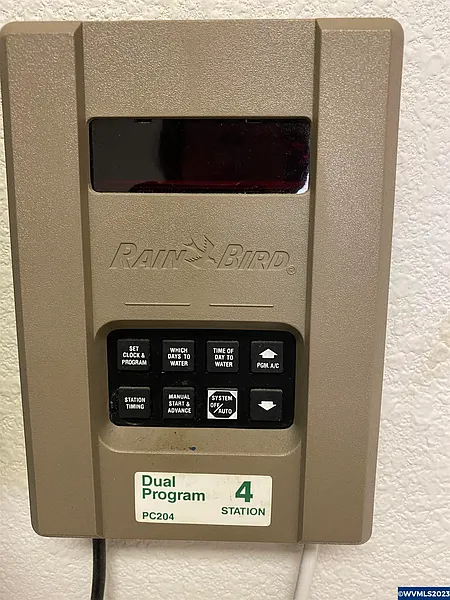 RAIN BIRD®
SET
CLOCK &
PROGRAM
WHICH
DAYS TO
WATER
TIME OF
DAY TO
WATER
PGM. A/C
STATION
TIMING
MANUAL
START &
ADVANCE
SYSTEM
OFF/AUTO
Dual
Program
4
PC204
STATION
©WVMLS2023